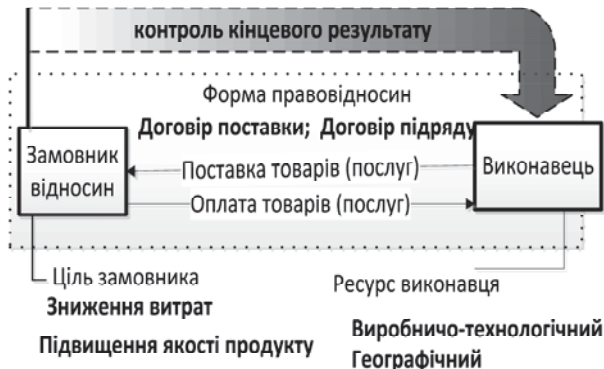 контроль кінцевого результату
Форма правовідносин
Договір поставки; Договір підряду
Замовник
відносин
Поставка товарів (послуг)
Оплата товарів (послуг)
Виконавець
Ціль замовника
Зниження витрат
Підвищення якості продукту
Ресурс виконавця
Виробничо-технологічний
Географічний